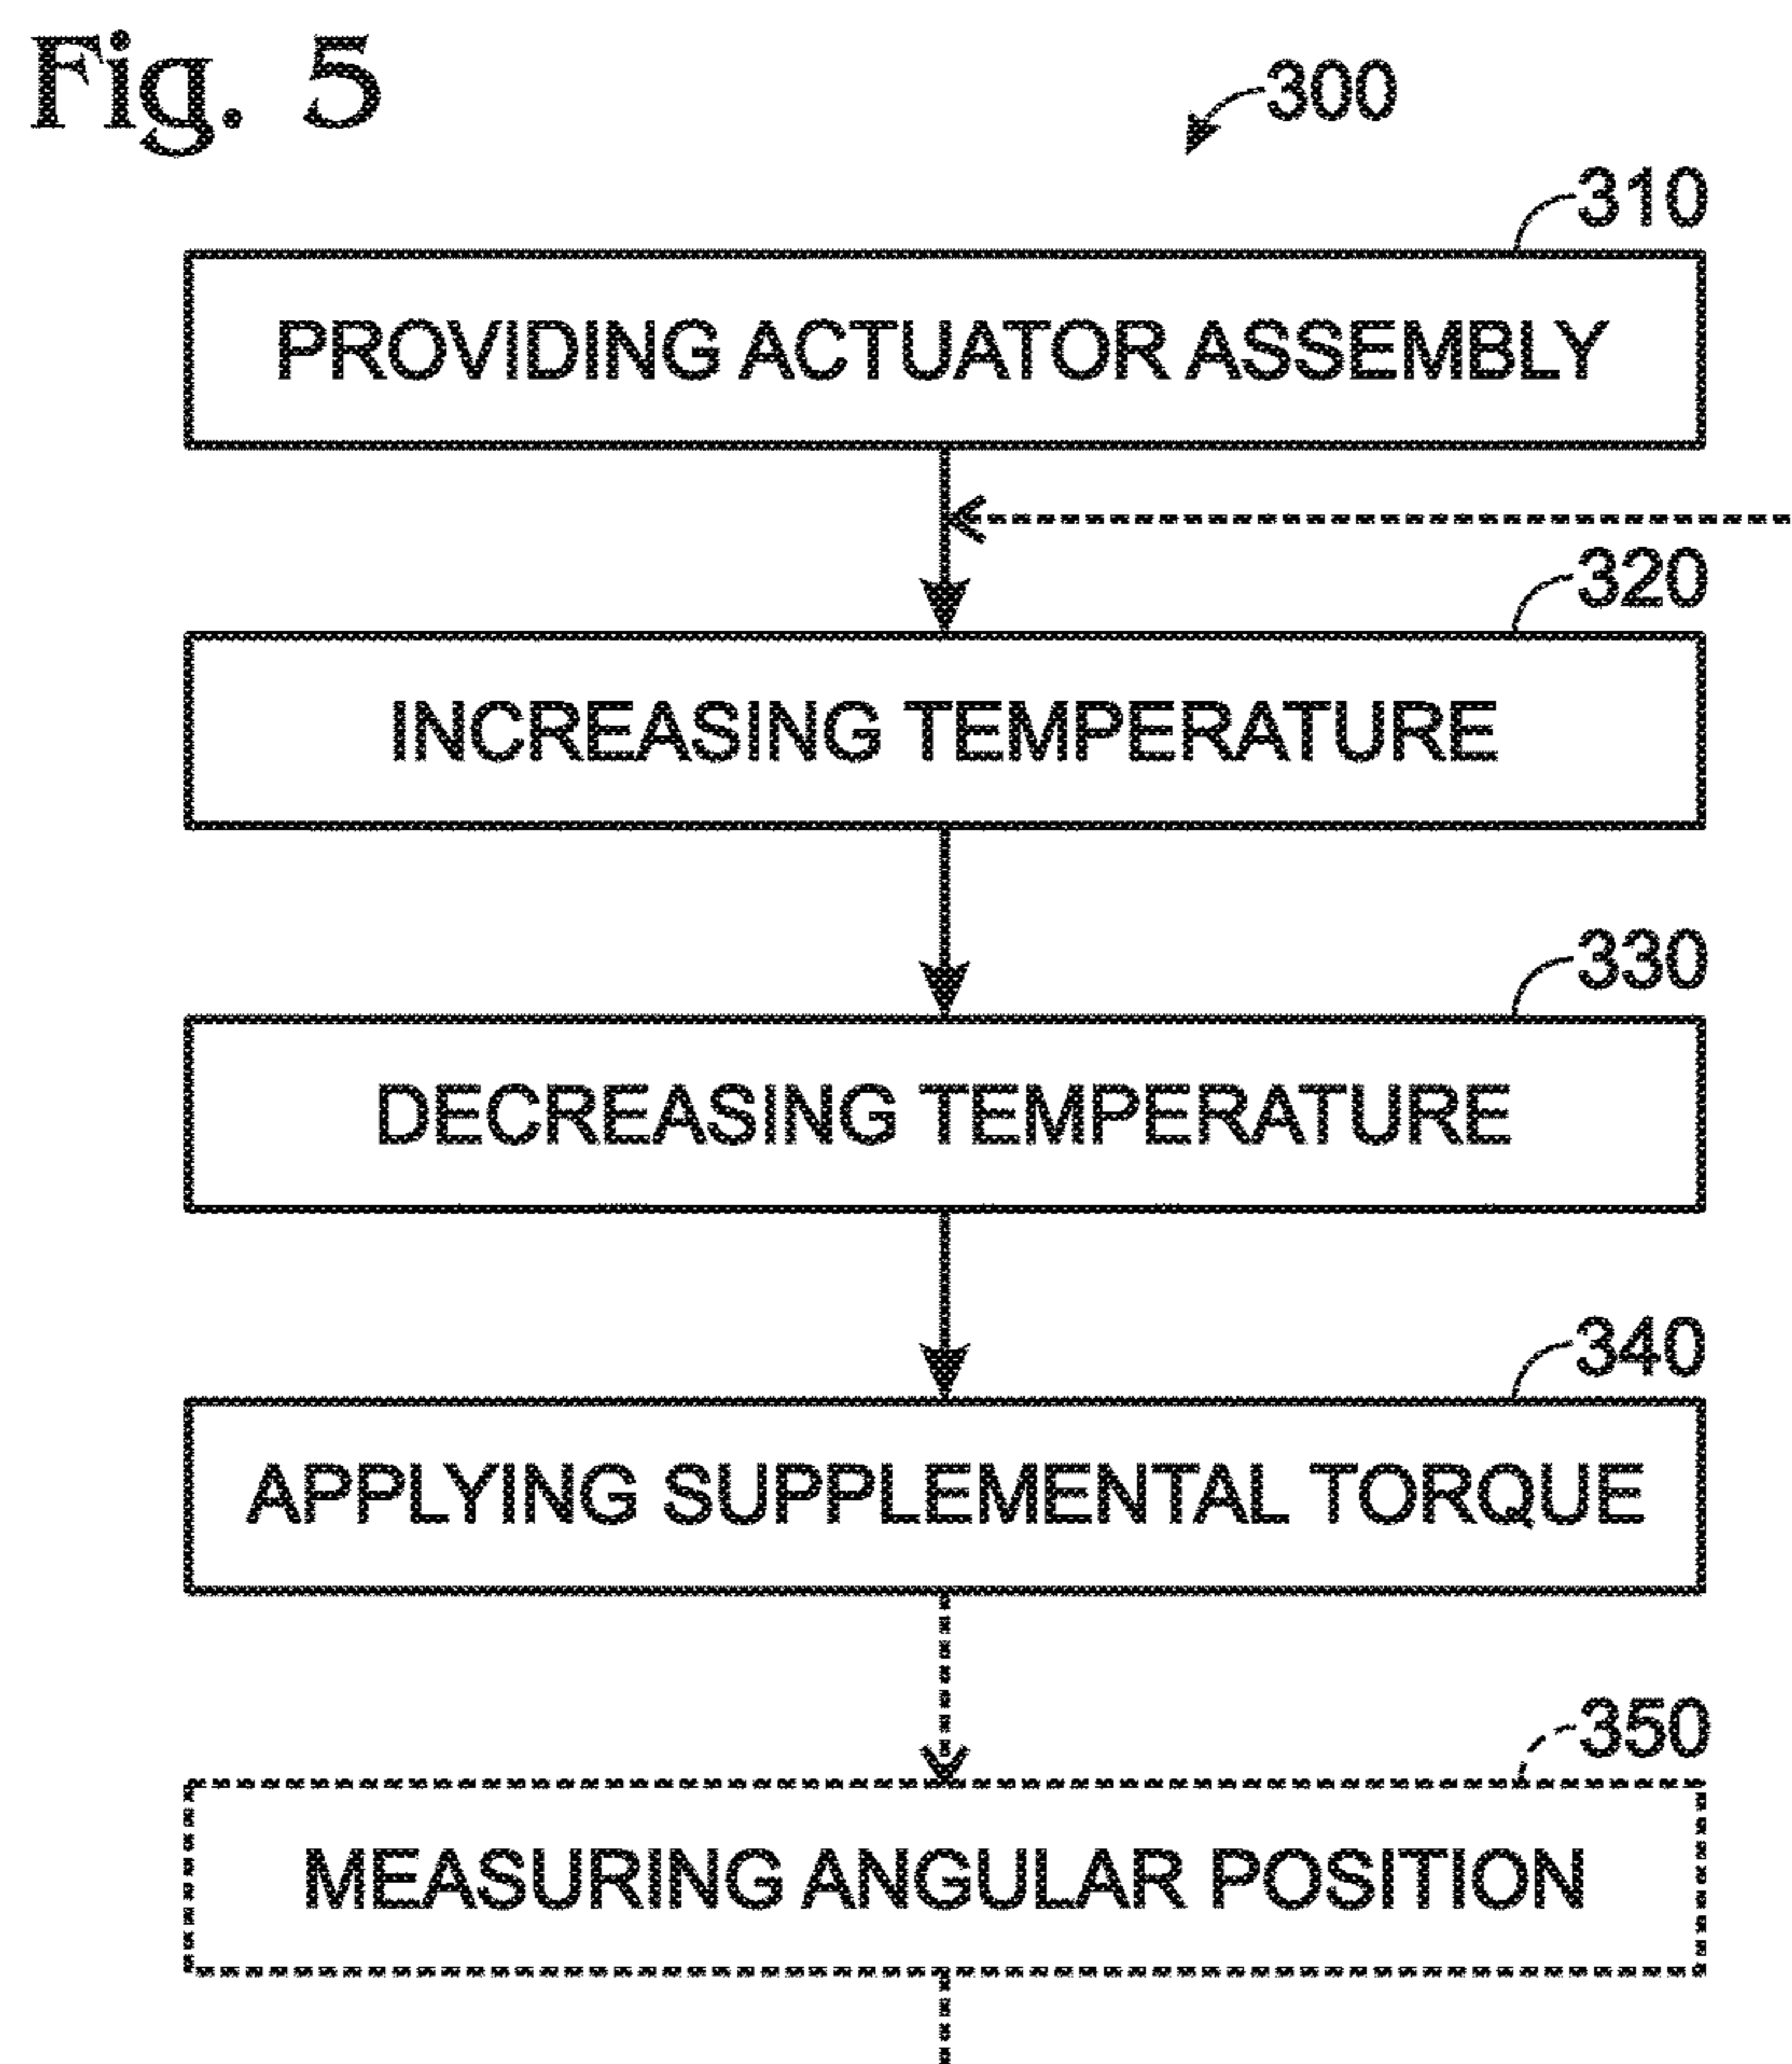 Fig. 5
300
310
PROVIDING ACTUATOR ASSEMBLY
320
INCREASING TEMPERATURE
330
DECREASING TEMPERATURE
340
APPLYING SUPPLEMENTAL TORQUE
350
MEASURING ANGULAR POSITION